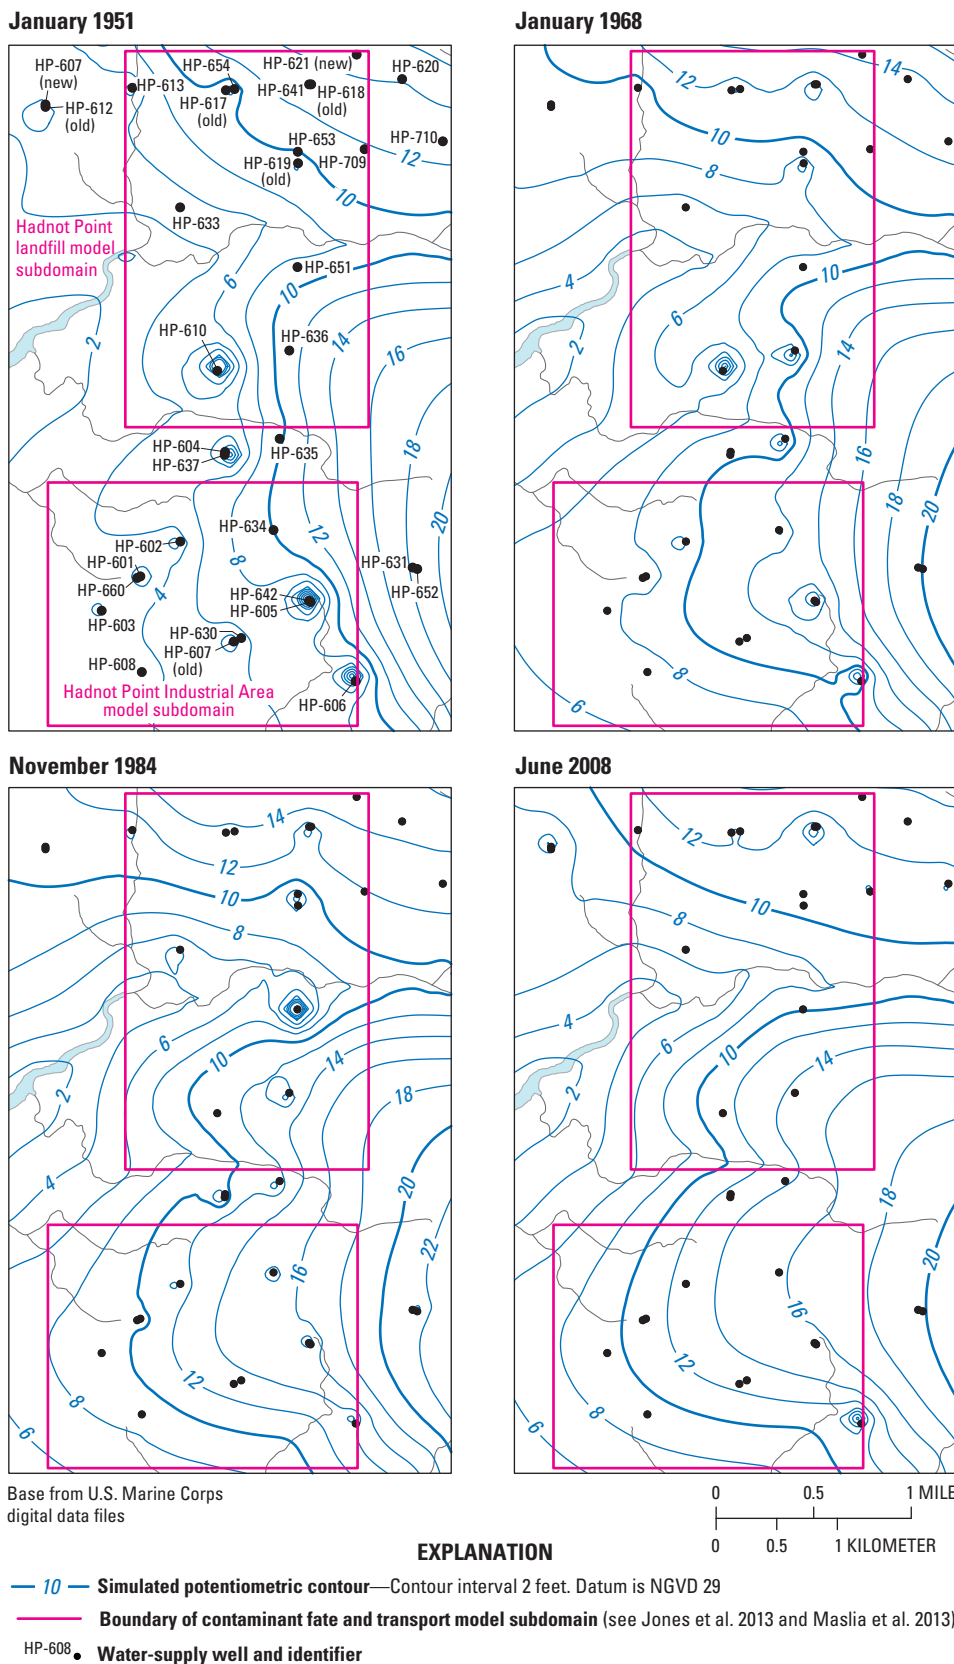 January 1951
January 1968
HP-607
(new)
HP-612
(old)
HP-613
HP-654
HP-617
(old)
HP-621 (new)
HP-641
HP-618
(old)
HP-620
HP-710
HP-653
HP-619
(old)
HP-709
12
10
HP-633
Hadnot Point
landfill model
subdomain
HP-651
6
10
2
HP-610
HP-636
14
16
HP-604
HP-637
HP-635
18
20
HP-634
12
HP-602
HP-601
HP-660
4
8
HP-631
HP-652
HP-603
HP-642
HP-605
HP-630
HP-607
(old)
HP-608
Hadnot Point Industrial Area
model subdomain
HP-606
12
14
10
8
4
10
6
2
14
16
18
20
8
6
November 1984
June 2008
14
12
10
8
6
10
14
2
18
4
20
22
16
12
8
6
12
10
8
4
6
10
14
2
18
20
16
12
8
6
Base from U.S. Marine Corps
digital data files
0 0.5 1 MILE
0 0.5 1 KILOMETER
EXPLANATION
10 Simulated potentiometric contour—Contour interval 2 feet. Datum is NGVD 29
Boundary of contaminant fate and transport model subdomain (see Jones et al. 2013 and Maslia et al. 2013)
HP-608 Water-supply well and identifier